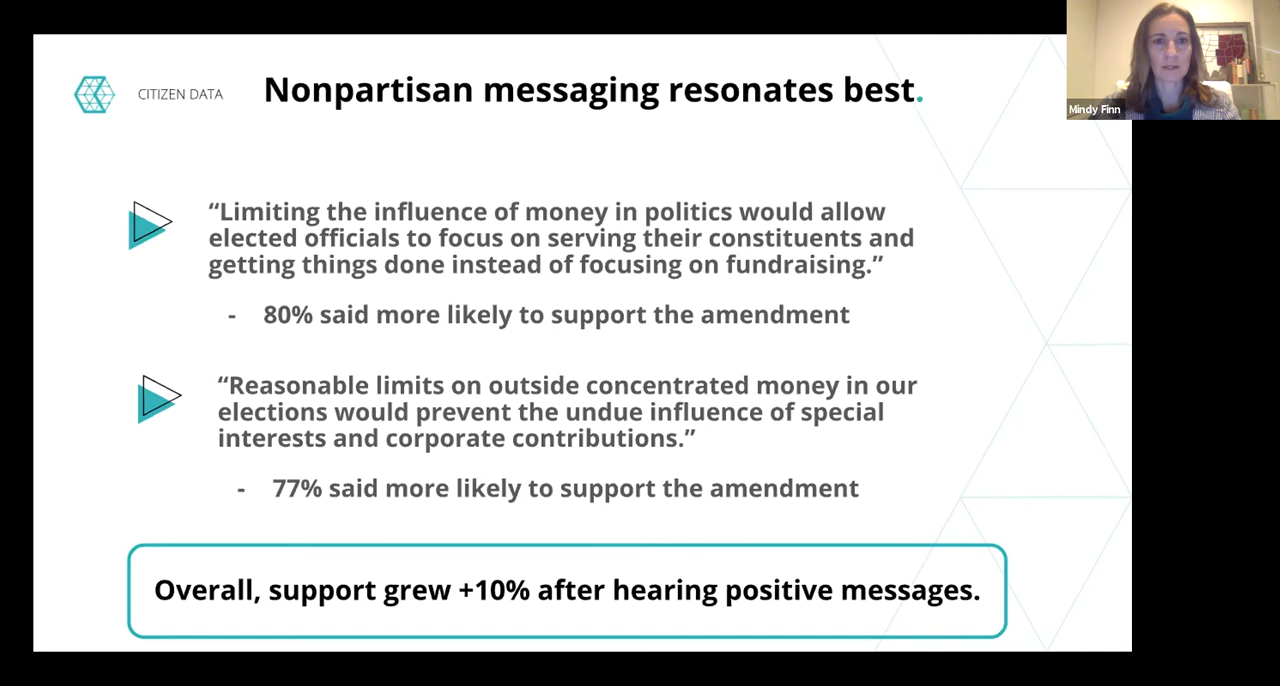 CITIZEN DATA
Nonpartisan messaging resonates best.
Mindy Finn
“Limiting the influence of money in politics would allow
elected officials to focus on serving their constituents and
getting things done instead of focusing on fundraising.”
- 80% said more likely to support the amendment
“Reasonable limits on outside concentrated money in our
elections would prevent the undue influence of special
interests and corporate contributions.”
- 77% said more likely to support the amendment
Overall, support grew +10% after hearing positive messages.